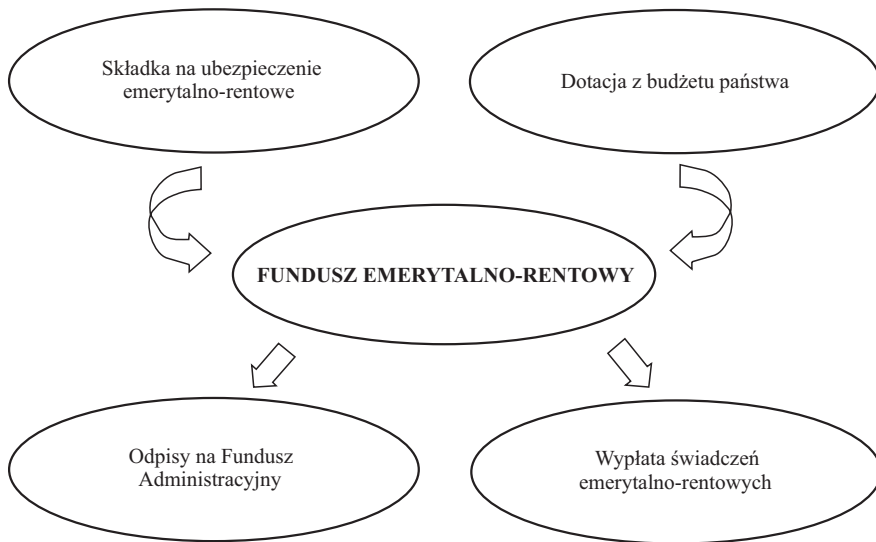 Składka na ubezpieczenie
emerytalno-rentowe
Dotacja z budżetu państwa
FUNDUSZ EMERYTALNO-RENTOWY
Odpisy na Fundusz
Administracyjny
Wypłata świadczeń
emerytalno-rentowych